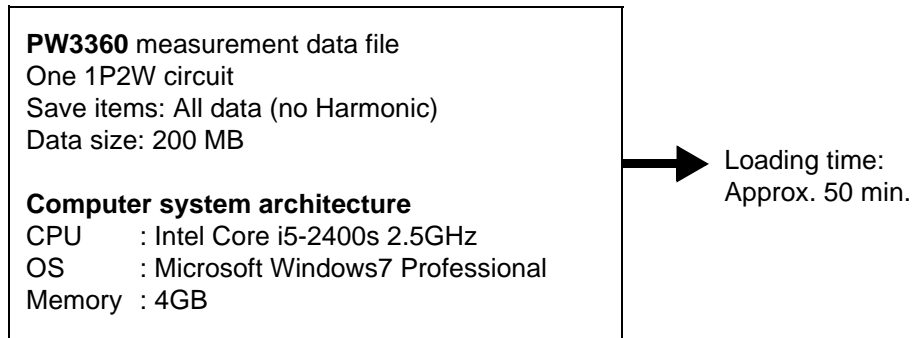 PW3360 measurement data file
One 1P2W circuit
Save items: All data (no Harmonic)
Data size: 200 MB
Computer system architecture
CPU : Intel Core i5-2400s 2.5GHz
OS : Microsoft Windows7 Professional
Memory : 4GB
Loading time:
Approx. 50 min.